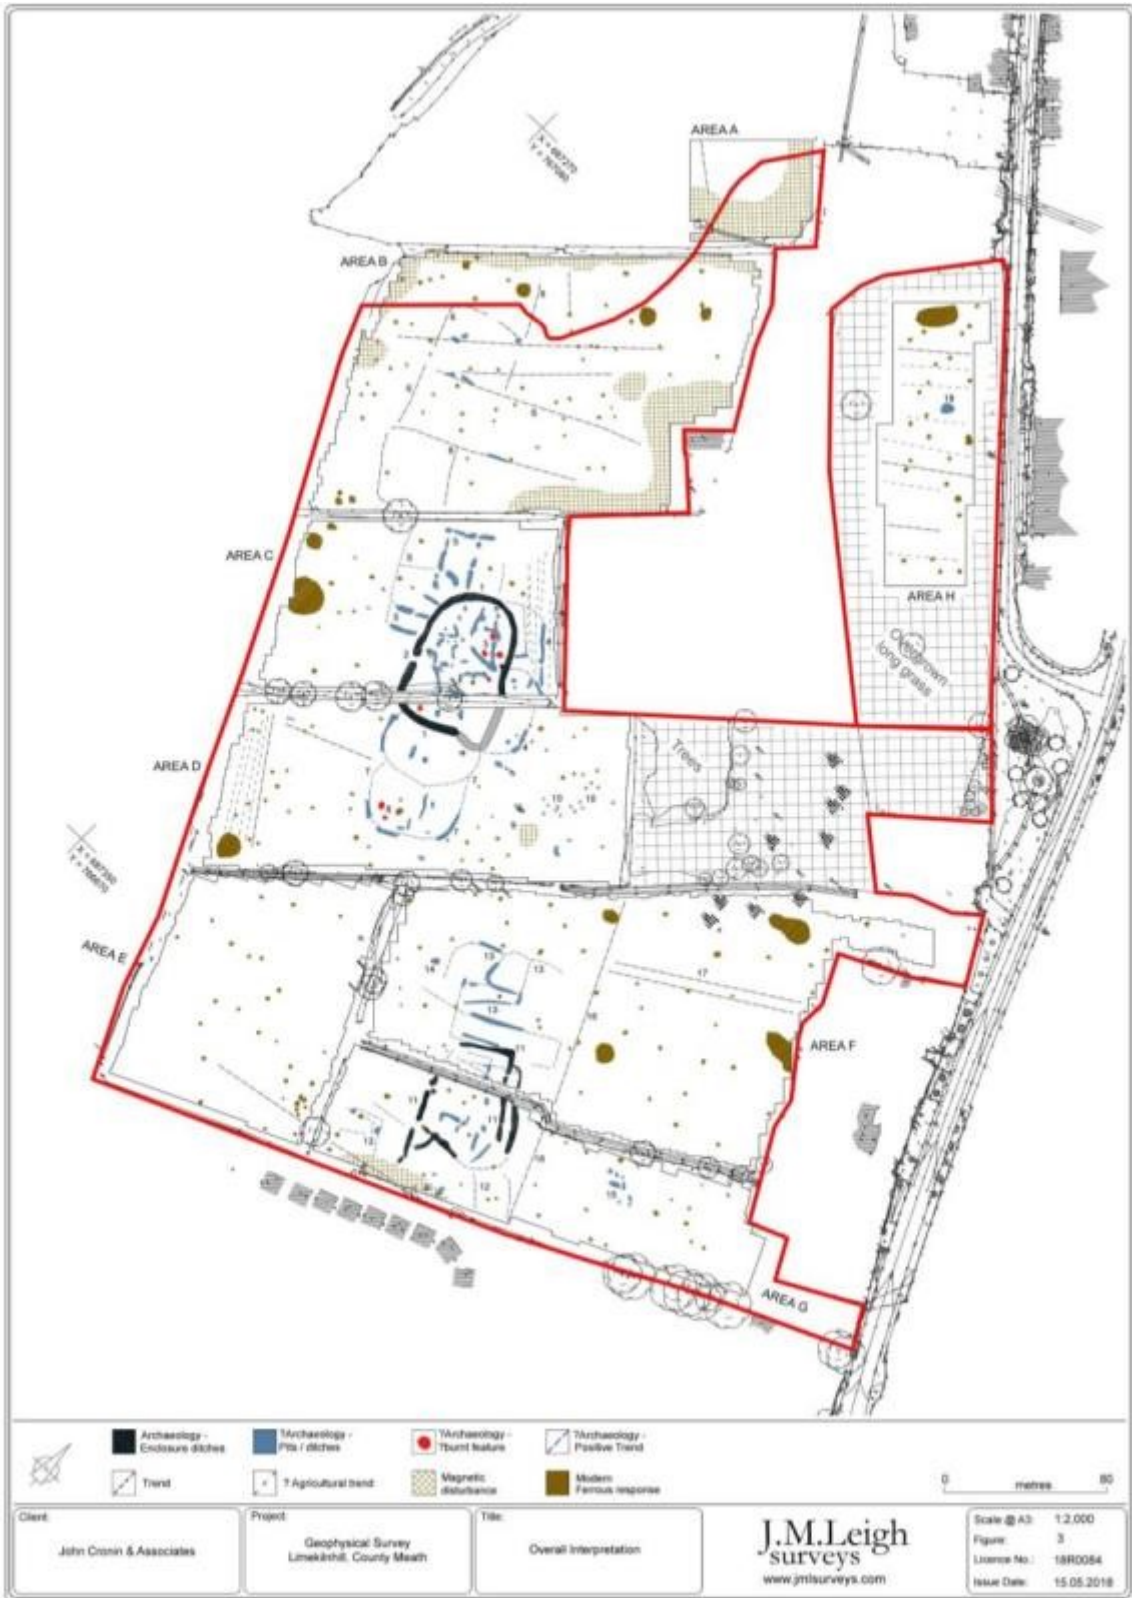 AREA A
X = 687270
AREA B
AREA C
AREA H
Overgrown
long grass
AREA D
Trees
AREA E
AREA F
AREA G
Archaeology -
Enclosure ditches
?Archaeology -
Pits / ditches
?Archaeology -
?burnt feature
?Archaeology -
Positive Trend
Trend
? Agricultural trend
Magnetic
disturbance
Modern
Ferrous response
0
metres
80
Client:
John Cronin & Associates
Project:
Geophysical Survey
Limekilnhill, County Meath
Title:
Overall Interpretation
J.M.Leigh
surveys
www.jmlsurveys.com
Scale @ A3: 1:2,000
Figure: 3
Licence No.: 18R0084
Issue Date: 15.05.2018